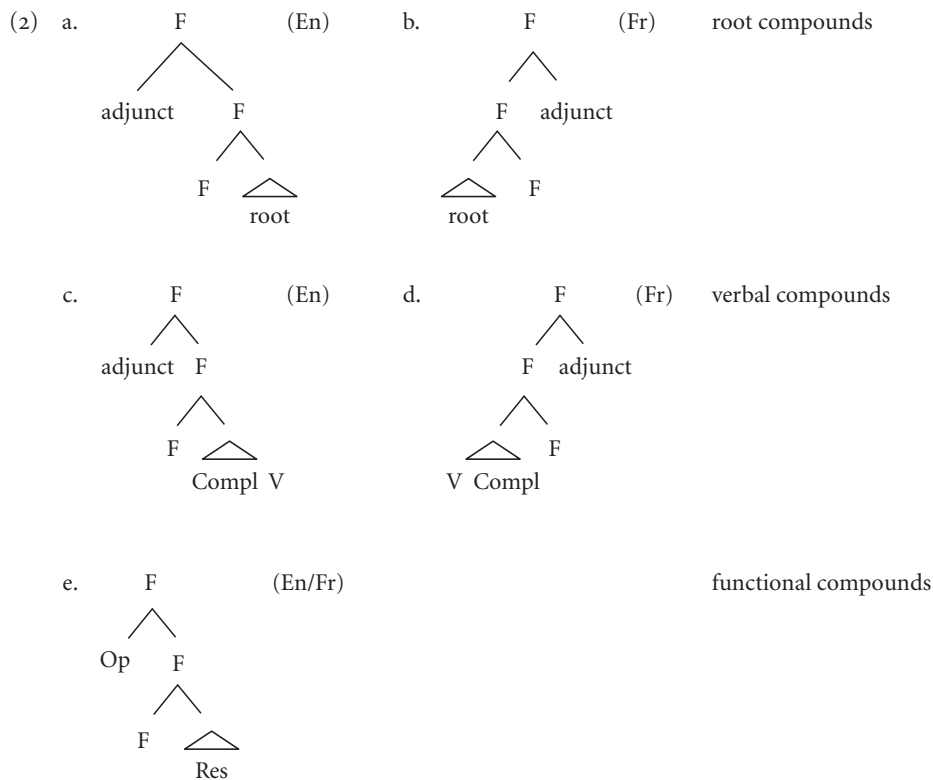 (2) a. F (En) b. F (Fr) root compounds
adjunct F F adjunct
F F
root root
c. F (En) d. F (Fr) verbal compounds
adjunct F F adjunct
F F
Compl V V Compl
e. F (En/Fr) functional compounds
Op F
F
Res